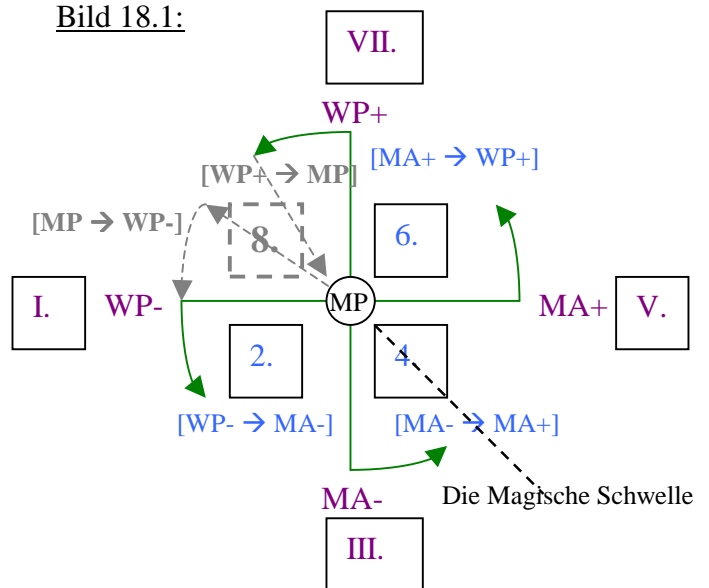 Bild 18.1:
VII.
WP+
[MA+ → WP+]
[WP+ → MP]
[MP → WP-]
8.
6.
I.
WP-
MP
MA+
V.
2.
4.
[WP- → MA-]
[MA- → MA+]
MA-
Die Magische Schwelle
III.